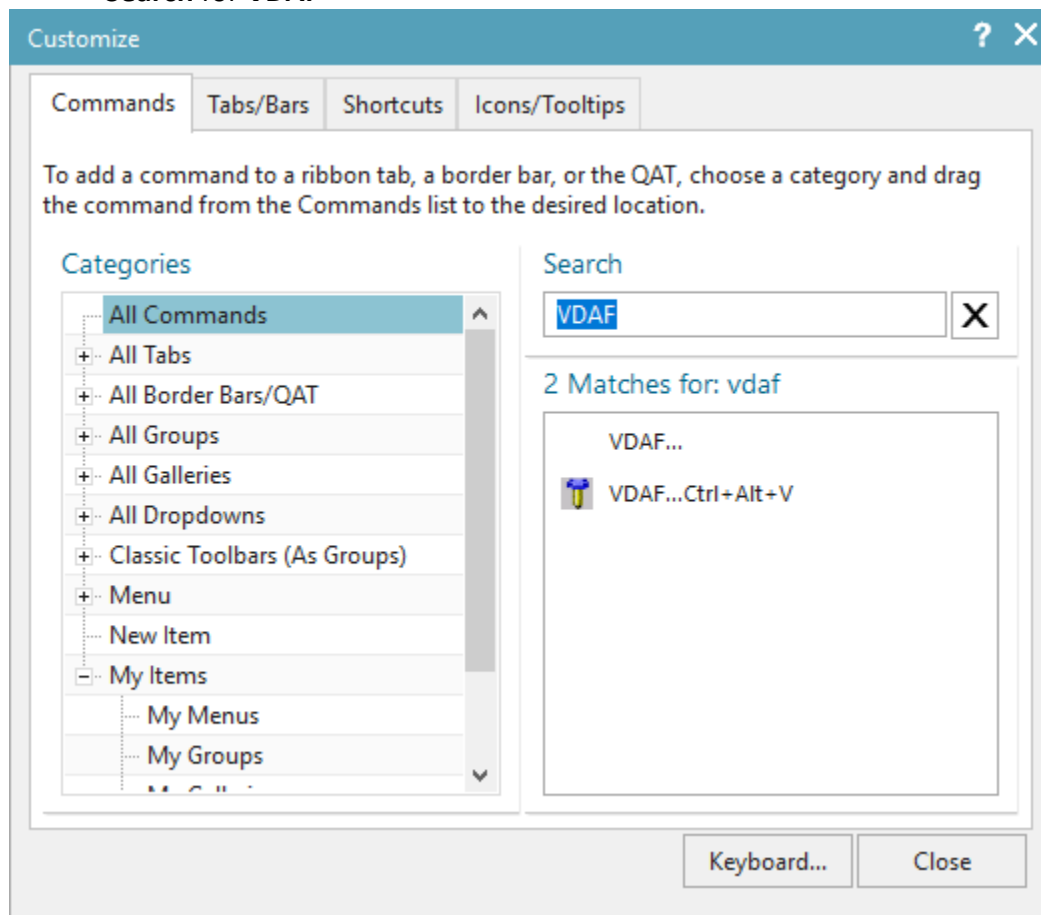 Search for VDAF
Customize
? X
Commands Tabs/Bars Shortcuts Icons/Tooltips
To add a command to a ribbon tab, a border bar, or the QAT, choose a category and drag
the command from the Commands list to the desired location.
Categories
All Commands
All Tabs
All Border Bars/QAT
All Groups
All Galleries
All Dropdowns
Classic Toolbars (As Groups)
Menu
New Item
My Items
My Menus
My Groups
Search
VDAF X
2 Matches for: vdaf
VDAF...
VDAF...Ctrl+Alt+V
Keyboard... Close